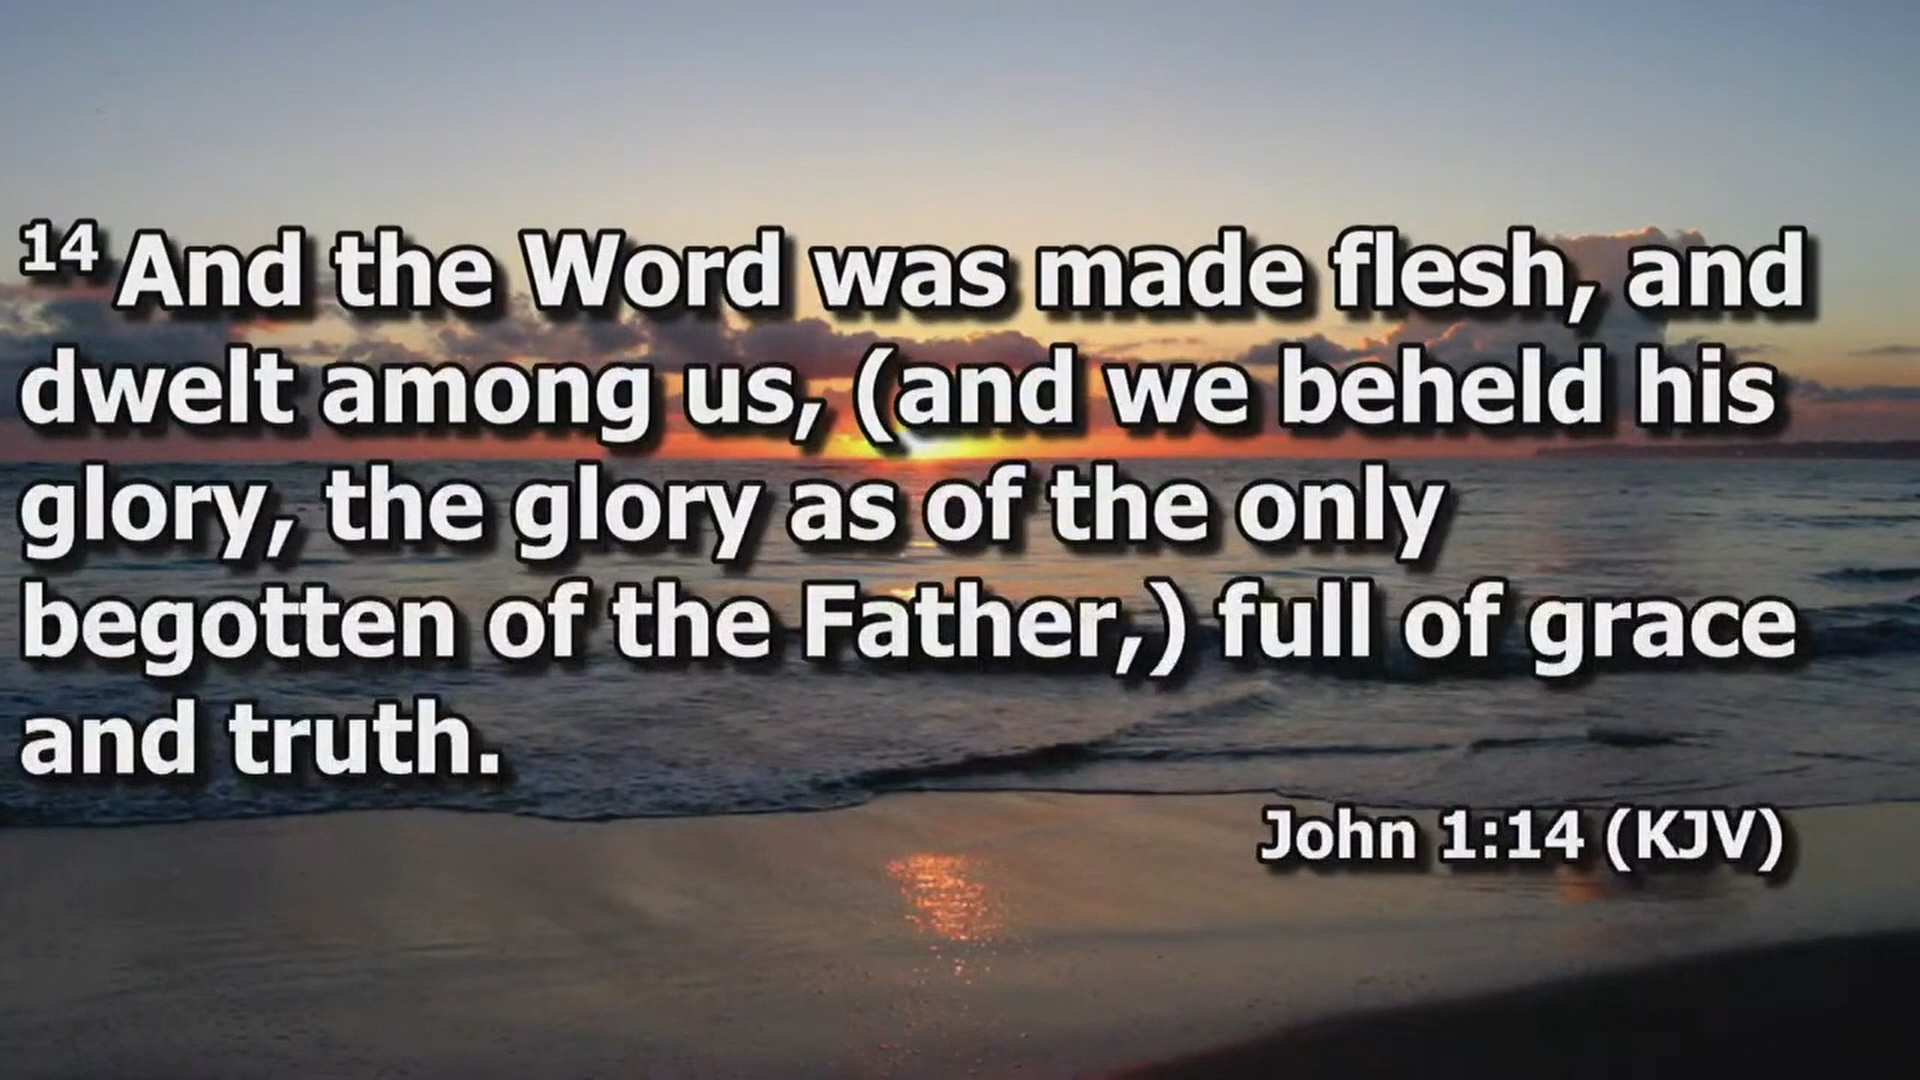 14 And the Word was made flesh, and
dwelt among us, (and we beheld his
glory, the glory as of the only
begotten of the Father,) full of grace
and truth.
John 1:14 (KJV)